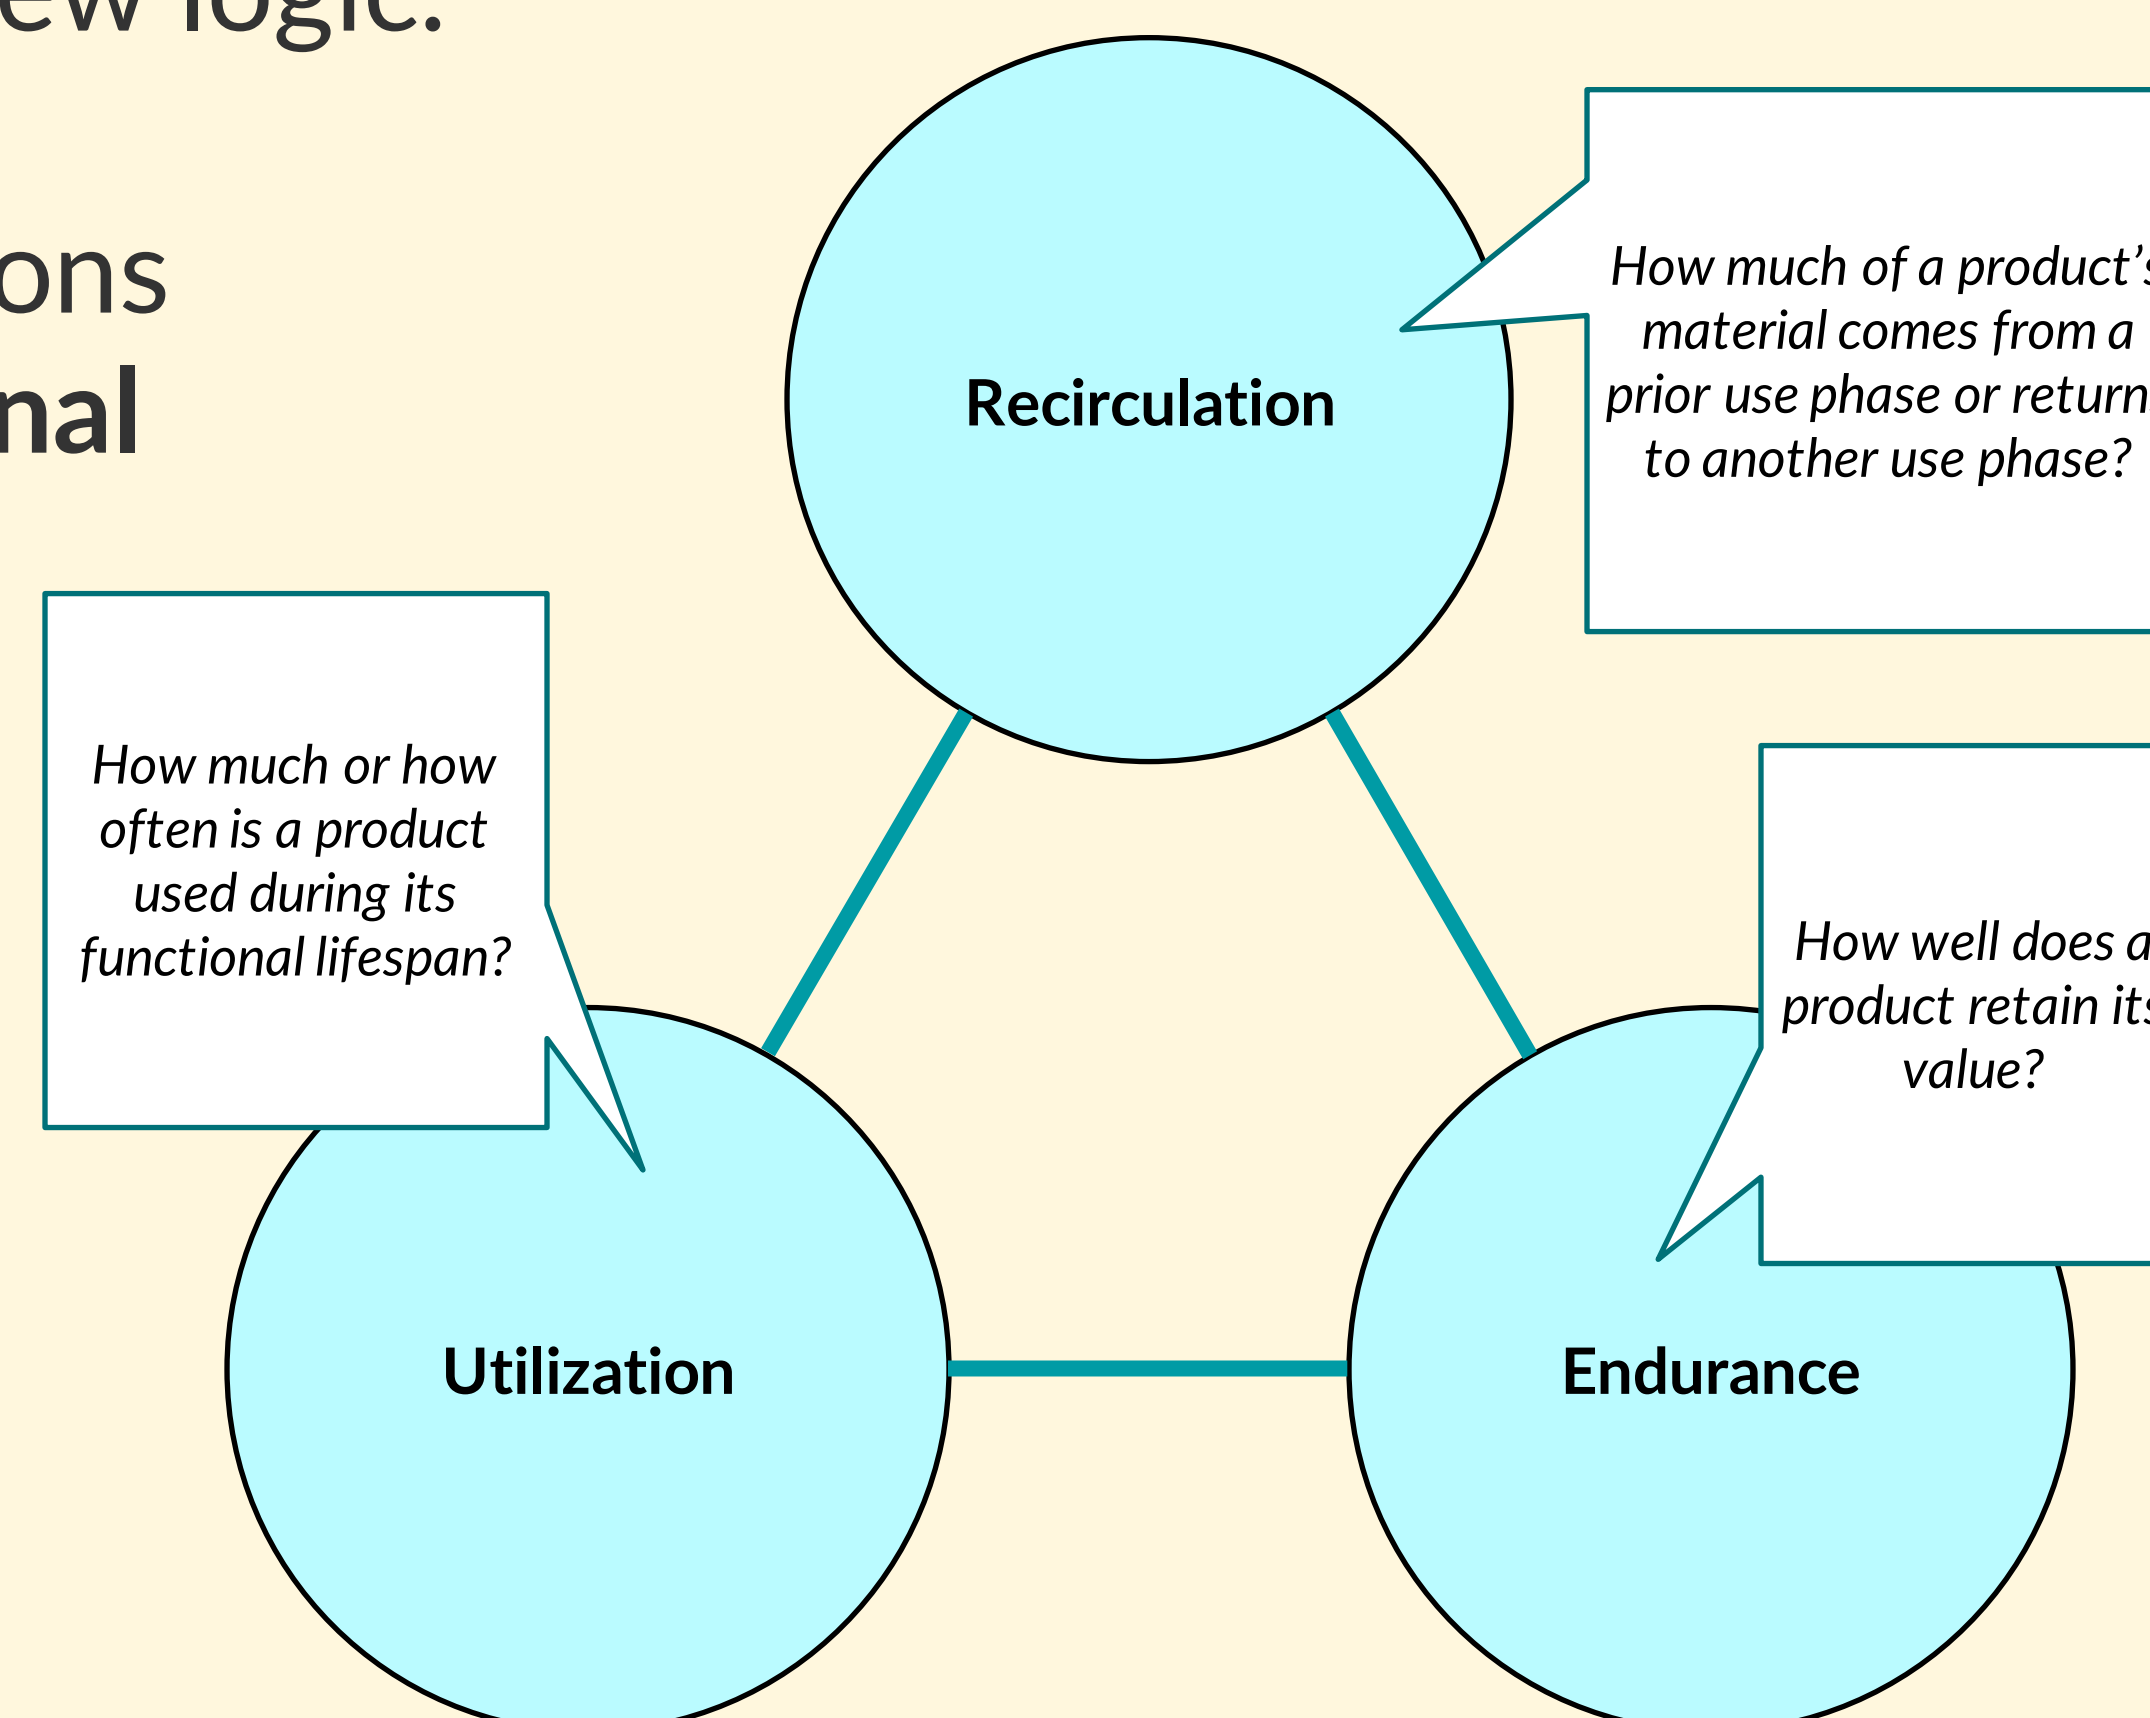 ew logic.
ons
nal
Recirculation
How much of a product's
material comes from a
prior use phase or return
to another use phase?
How much or how
often is a product
used during its
functional lifespan?
How well does a
product retain its
value?
Utilization
Endurance